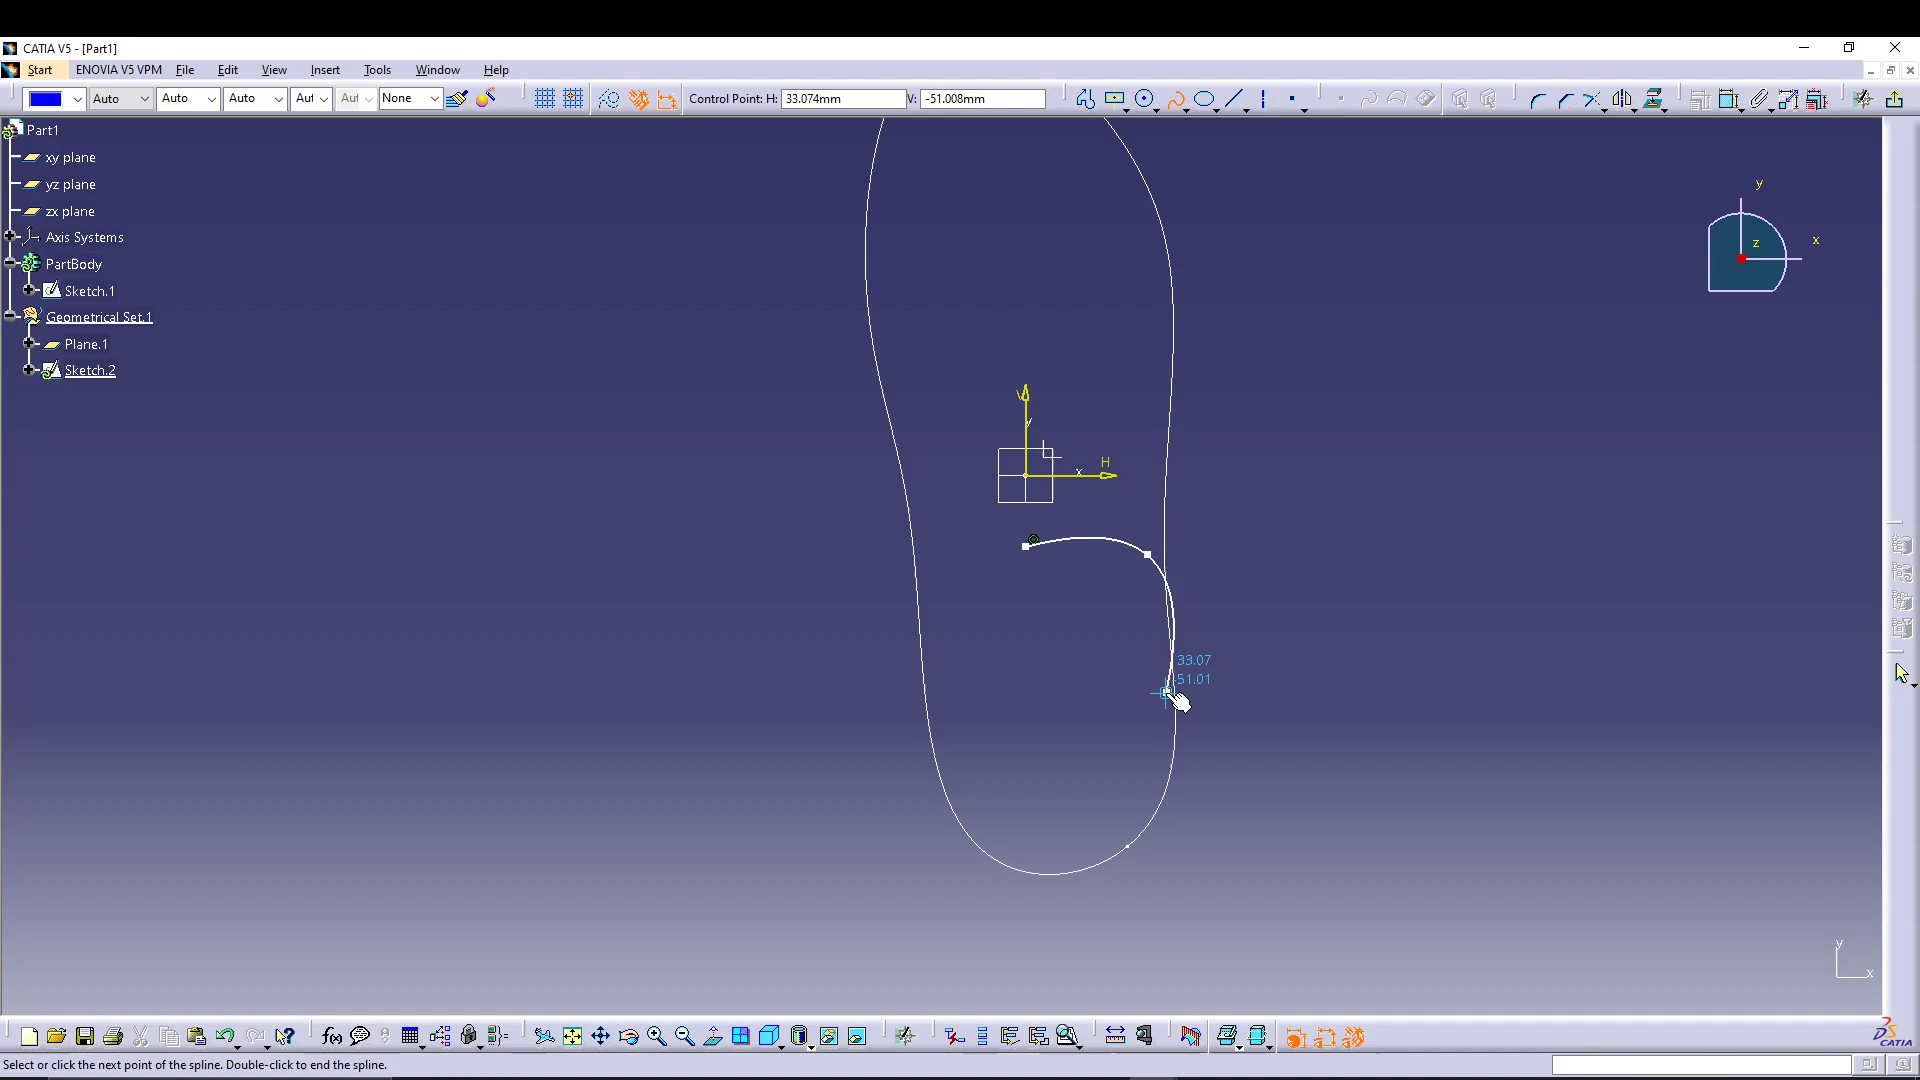 CATIA V5 - [Part1]
Start ENOVIA V5 VPM File Edit View Insert Tools Window Help
Auto Auto Auto Aut Aut None Control Point: H: 33.074mm V: -51.008mm
Part1
xy plane
yz plane
zx plane
Axis Systems
PartBody
Sketch.1
Geometrical Set.1
Plane.1
Sketch.2
y
z x
V
y
H
x
33.07
51.01
y
x
f(x)
DS CATIA
Select or click the next point of the spline. Double-click to end the spline.